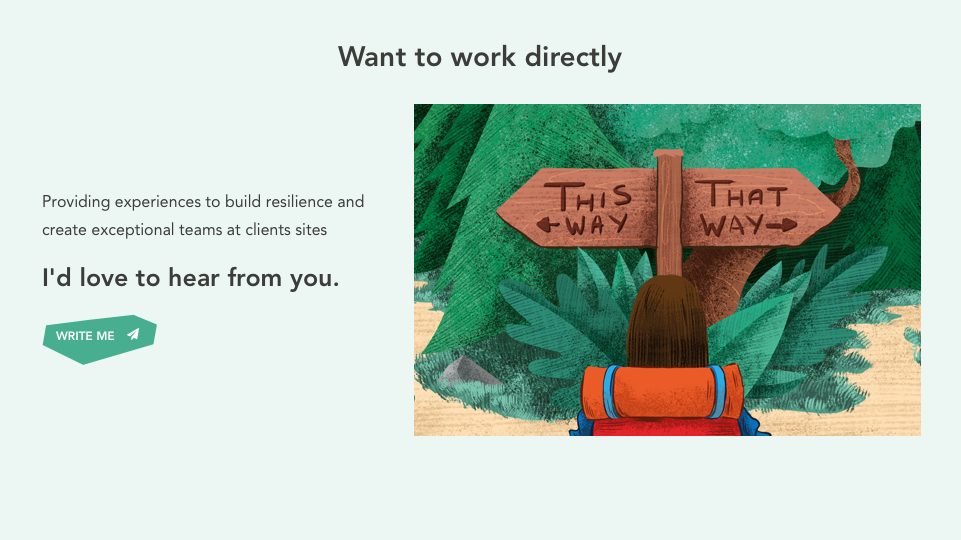 Want to work directly
Providing experiences to build resilience and
create exceptional teams at clients sites
I'd love to hear from you.
WRITE ME
THIS
WAY
THAT
WAY